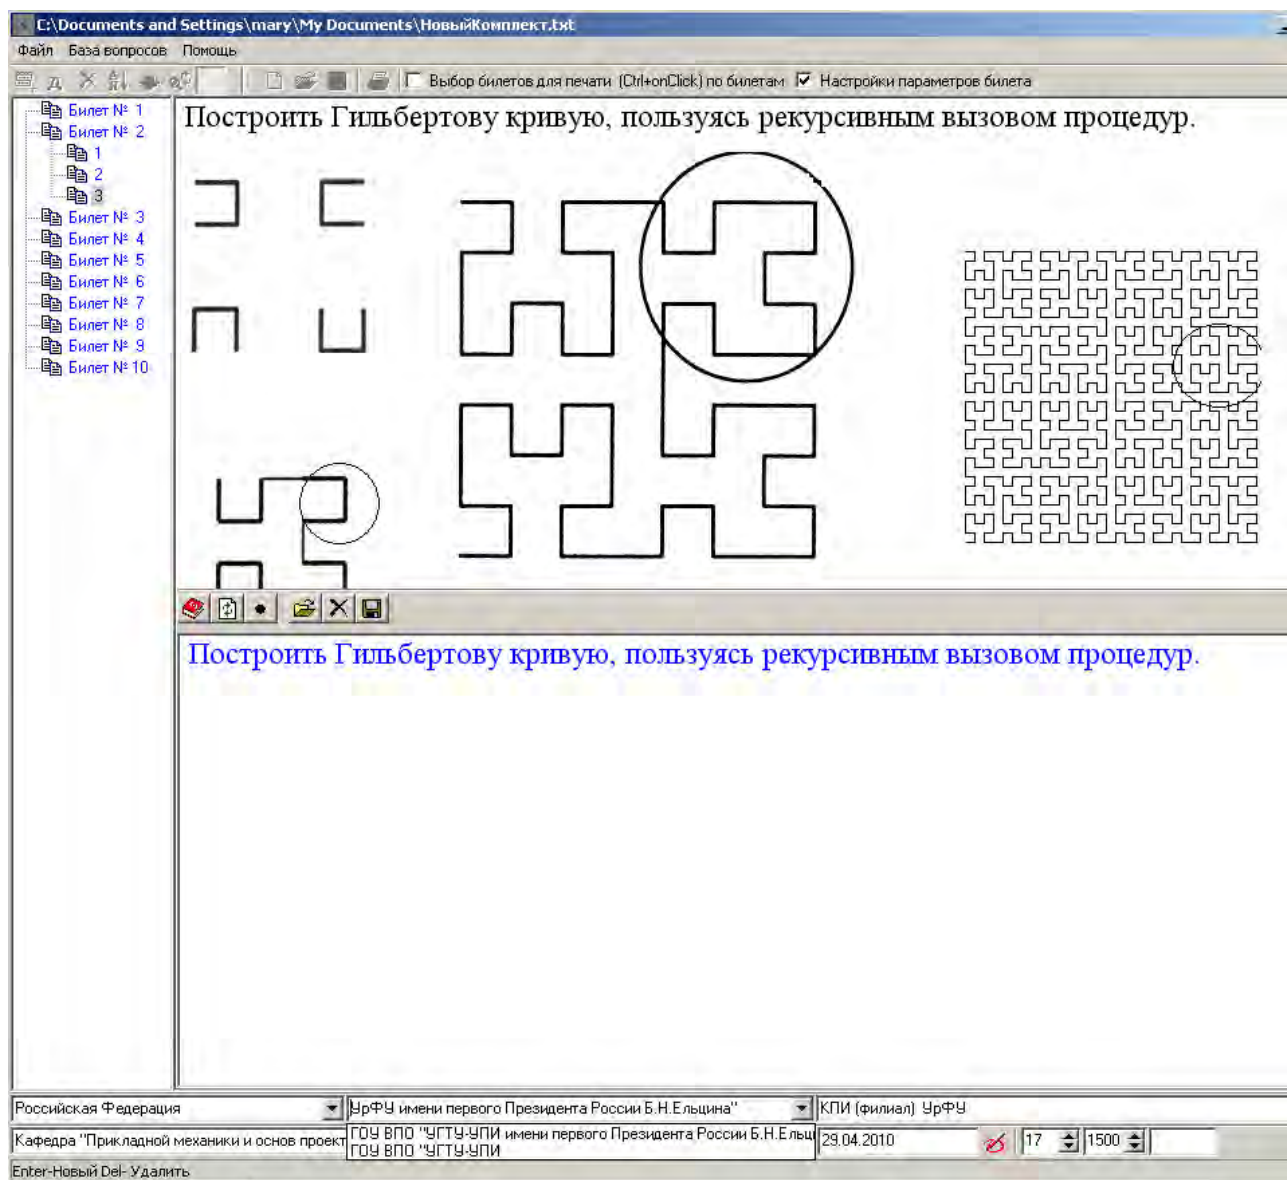 C:\Documents and Settings\mary\My Documents\НовыйКомплект.txt
Файл База вопросов Помощь
Выбор билетов для печати (Ctrl+onClick) по билетам Настройки параметров билета
Билет № 1
Билет № 2
1
2
3
Билет № 3
Билет № 4
Билет № 5
Билет № 6
Билет № 7
Билет № 8
Билет № 9
Билет № 10
Построить Гильбертову кривую, пользуясь рекурсивным вызовом процедур.
Построить Гильбертову кривую, пользуясь рекурсивным вызовом процедур.
Российская Федерация УрФУ имени первого Президента России Б.Н.Ельцина" КПИ (филиал) УрФУ
Кафедра "Прикладной механики и основ проект ГОУ ВПО "УГТУ-УПИ имени первого Президента России Б.Н.Ельц 29.04.2010 17 1500
ГОУ ВПО "УГТУ-УПИ
Enter-Новый Del- Удалить